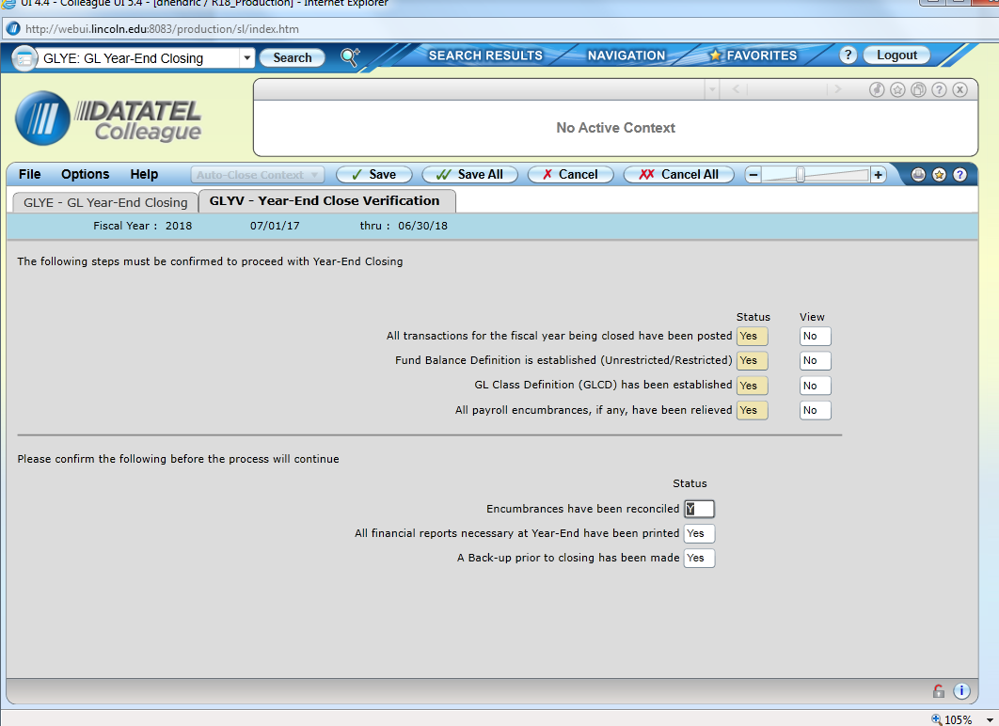 UI 4.4 - Colleague UI 5.4 - [dhendric / R18_Production] - Internet Explorer
http://webui.lincoln.edu:8083/production/sl/index.htm
GLYE: GL Year-End Closing Search SEARCH RESULTS NAVIGATION FAVORITES ? Logout
DATATEL
Colleague
No Active Context
File Options Help Auto-Close Context Save Save All Cancel Cancel All - + ?
GLYE - GL Year-End Closing GLYV - Year-End Close Verification
Fiscal Year : 2018 07/01/17 thru : 06/30/18
The following steps must be confirmed to proceed with Year-End Closing
Status View
All transactions for the fiscal year being closed have been posted Yes No
Fund Balance Definition is established (Unrestricted/Restricted) Yes No
GL Class Definition (GLCD) has been established Yes No
All payroll encumbrances, if any, have been relieved Yes No
Please confirm the following before the process will continue
Status
Encumbrances have been reconciled Y
All financial reports necessary at Year-End have been printed Yes
A Back-up prior to closing has been made Yes
105%